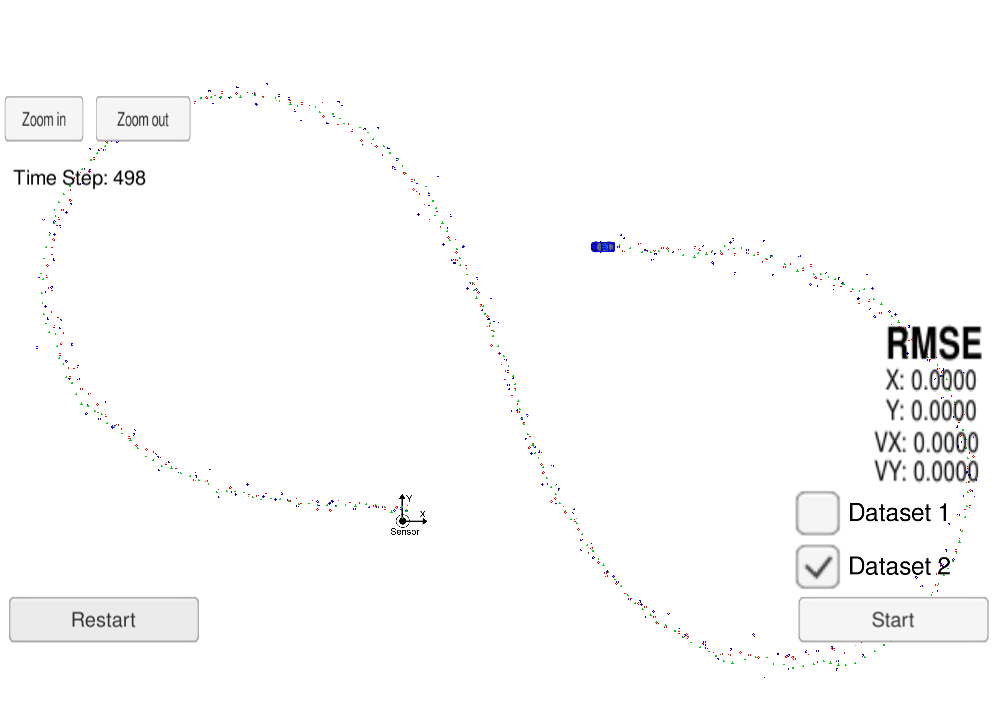 Zoom in
Zoom out
Time Step: 498
RMSE
X: 0.0000
Y: 0.0000
VX: 0.0000
VY: 0.0000
Y
X
Sensor
Dataset 1
Dataset 2
Restart
Start